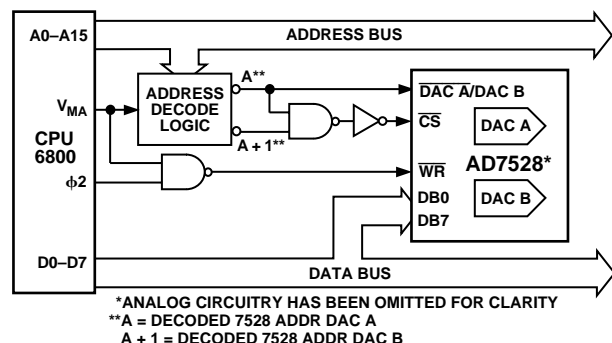 A0–A15
ADDRESS BUS
A**
DAC A/DAC B
ADDRESS
DECODE
LOGIC
VMA
CS
DAC A
CPU
6800
A + 1**
AD7528*
WR
φ2
DB0
DAC B
DB7
D0–D7
DATA BUS
*ANALOG CIRCUITRY HAS BEEN OMITTED FOR CLARITY
**A = DECODED 7528 ADDR DAC A
A + 1 = DECODED 7528 ADDR DAC B